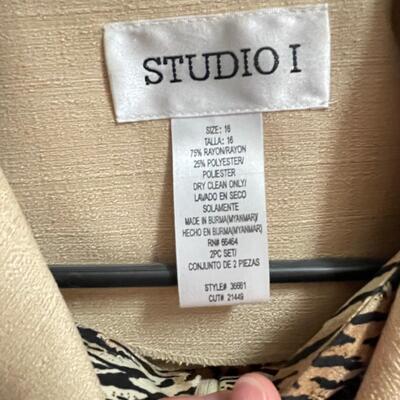 STUDIO I
SIZE: 16
TALLA: 16
75% RAYON/RAYON
25% POLYESTER/
POLIESTER
DRY CLEAN ONLY/
LAVADO EN SECO
SOLAMENTE
MADE IN BURMA(MYANMAR)/
HECHO EN BURMA(MYANMAR)
RN# 66464
2PC SET/
CONJUNTO DE 2 PIEZAS
STYLE# 36661
CUT# 21449